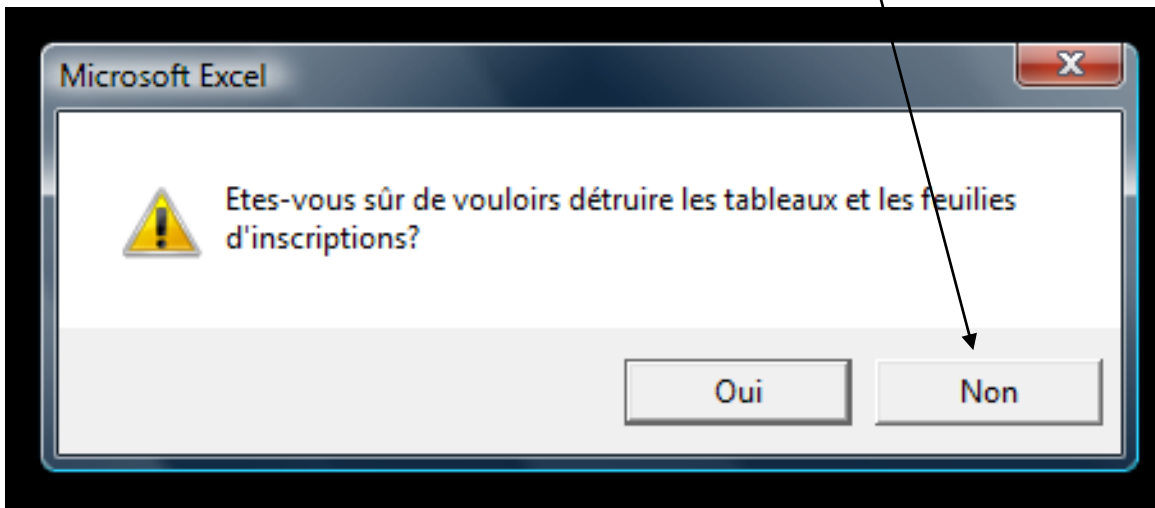 Microsoft Excel
Etes-vous sûr de vouloirs détruire les tableaux et les feuilies
d'inscriptions?
Oui
Non